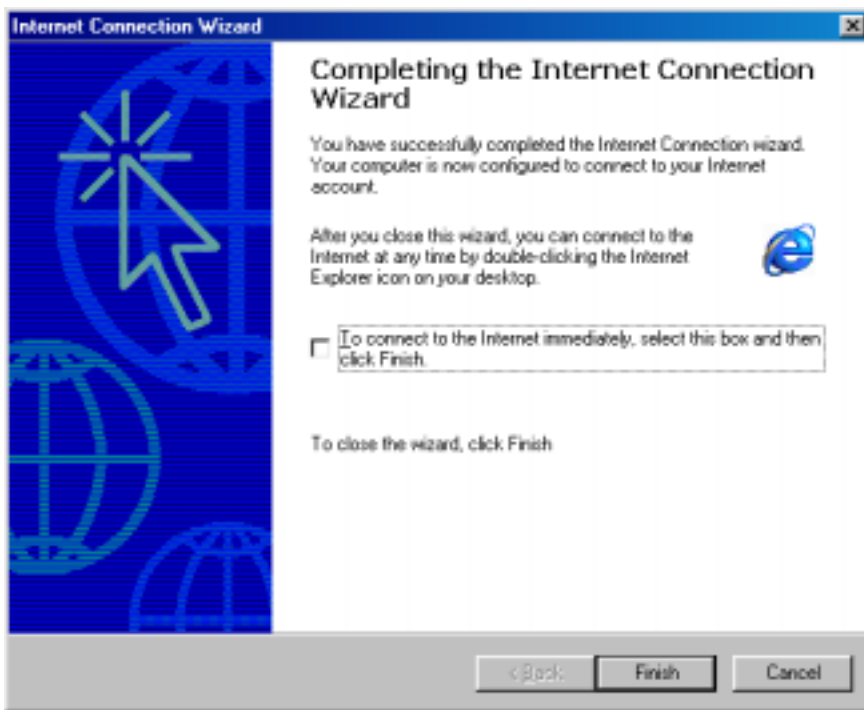 Internet Connection Wizard
Completing the Internet Connection
Wizard
You have successfully completed the Internet Connection wizard.
Your computer is now configured to connect to your Internet
account.
After you close this wizard, you can connect to the
Internet at any time by double-clicking the Internet
Explorer icon on your desktop.
To connect to the Internet immediately, select this box and then
click Finish.
To close the wizard, click Finish
< Back Finish Cancel